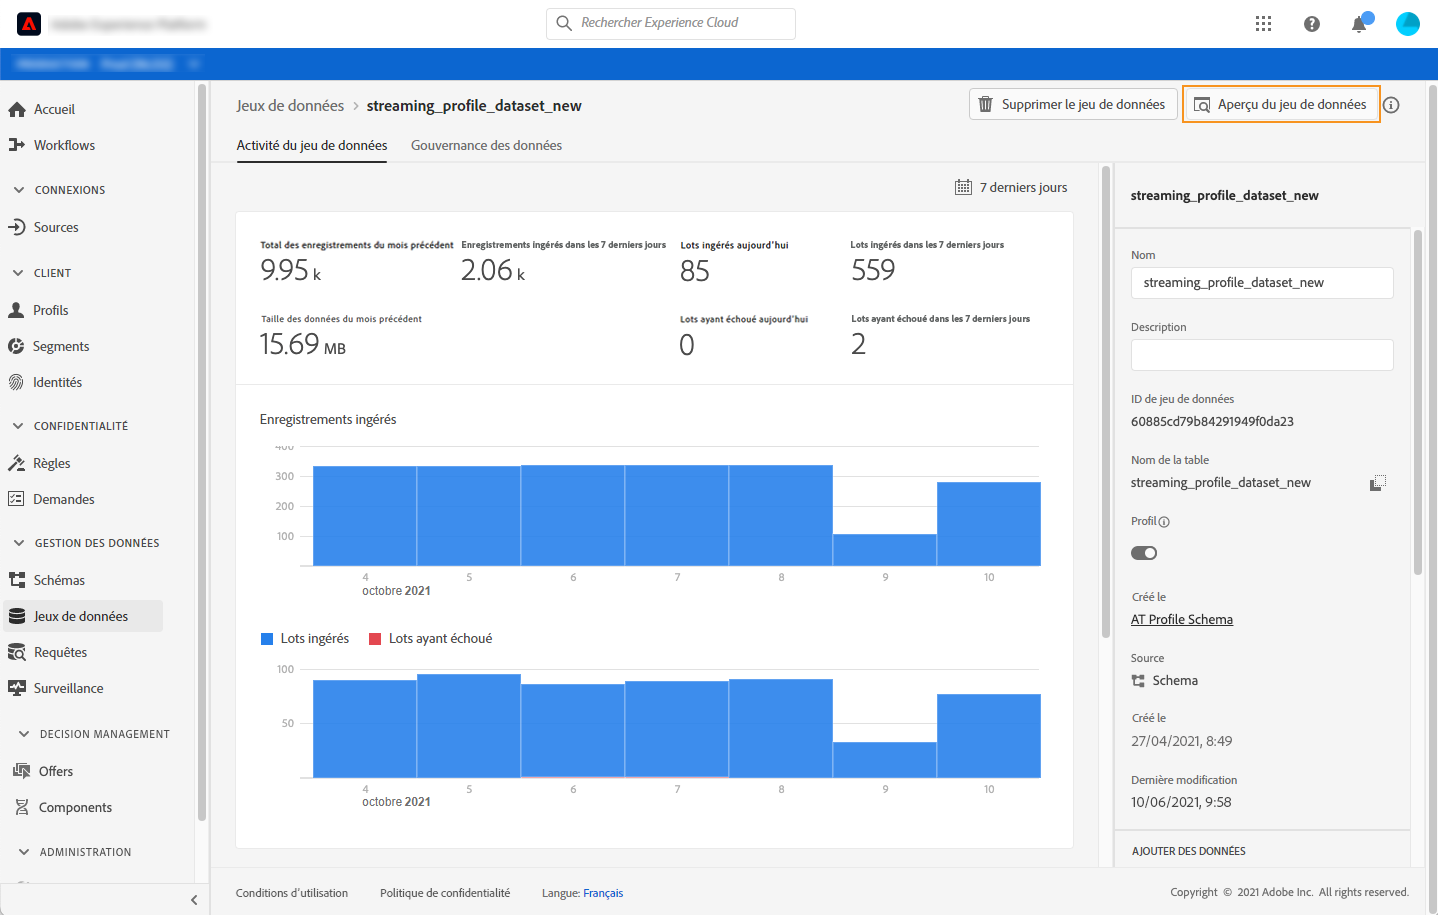 Rechercher Experience Cloud
Accueil
Workflows
CONNEXIONS
Sources
CLIENT
Profils
Segments
Identités
CONFIDENTIALITÉ
Règles
Demandes
GESTION DES DONNÉES
Schémas
Jeux de données
Requêtes
Surveillance
DECISION MANAGEMENT
Offers
Components
ADMINISTRATION
Jeux de données > streaming_profile_dataset_new
Supprimer le jeu de données
Aperçu du jeu de données
Activité du jeu de données
Gouvernance des données
7 derniers jours
Total des enregistrements du mois précédent
9.95 k
Enregistrements ingérés dans les 7 derniers jours
2.06 k
Lots ingérés aujourd'hui
85
Lots ingérés dans les 7 derniers jours
559
Taille des données du mois précédent
15.69 MB
Lots ayant échoué aujourd'hui
0
Lots ayant échoué dans les 7 derniers jours
2
Enregistrements ingérés
400
300
200
100
4 5 6 7 8 9 10
octobre 2021
Lots ingérés
Lots ayant échoué
100
50
4 5 6 7 8 9 10
octobre 2021
streaming_profile_dataset_new
Nom
streaming_profile_dataset_new
Description
ID de jeu de données
60885cd79b84291949f0da23
Nom de la table
streaming_profile_dataset_new
Profil
Créé le
AT Profile Schema
Source
Schema
Créé le
27/04/2021, 8:49
Dernière modification
10/06/2021, 9:58
AJOUTER DES DONNÉES
Conditions d'utilisation
Politique de confidentialité
Langue: Français
Copyright © 2021 Adobe Inc. All rights reserved.